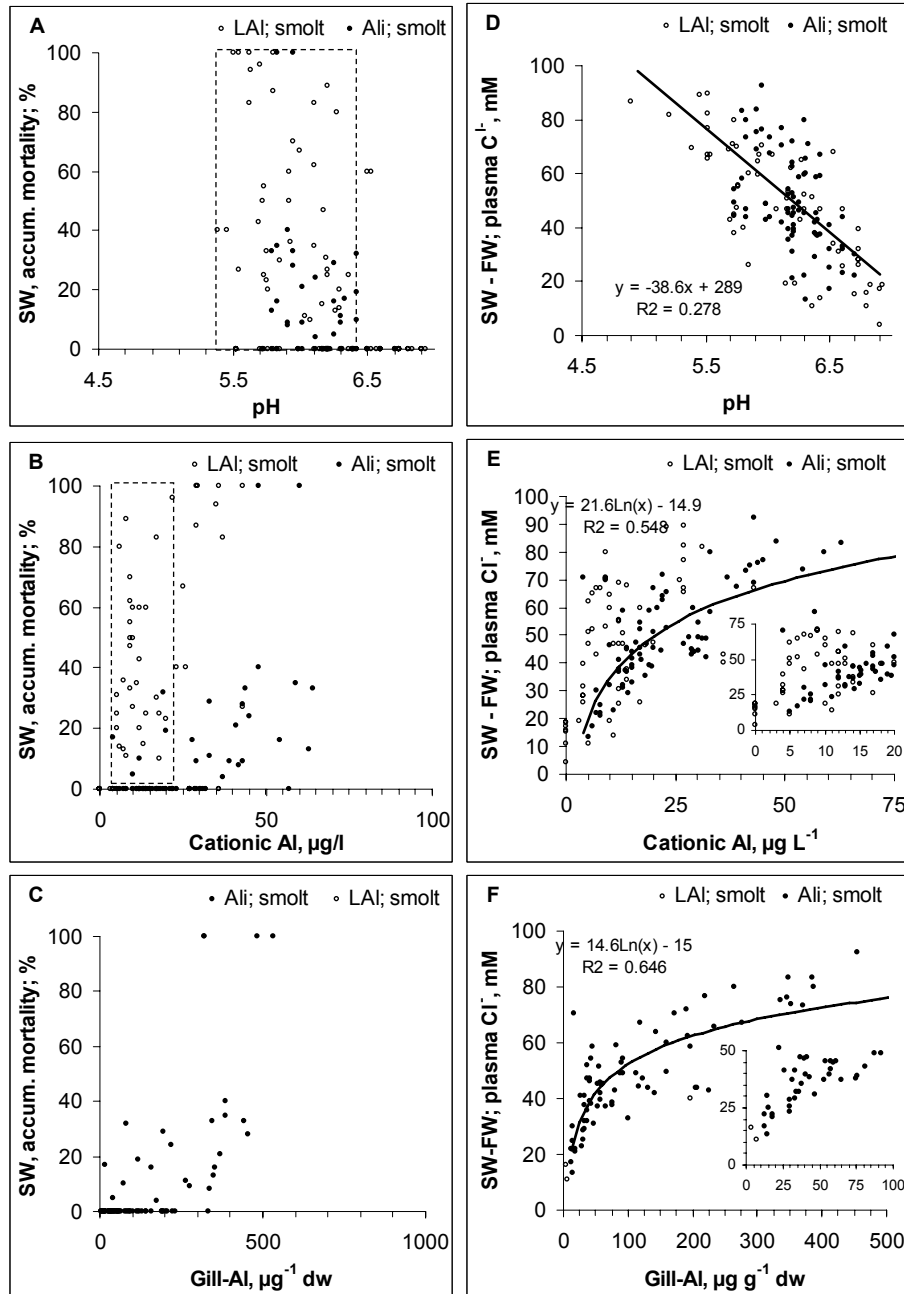 A
LAl; smolt Ali; smolt
SW, accum. mortality; %
100
80
60
40
20
0
4.5 5.5 6.5
pH
D
LAl; smolt Ali; smolt
SW - FW; plasma Cl-, mM
100
80
60
40
20
0
y = -38.6x + 289
R2 = 0.278
4.5 5.5 6.5
pH
B
LAl; smolt Ali; smolt
SW, accum. mortality; %
100
80
60
40
20
0
0 50 100
Cationic Al, µg/l
E
LAl; smolt Ali; smolt
y = 21.6Ln(x) - 14.9
R2 = 0.548
SW - FW; plasma Cl-, mM
100
90
80
70
60
50
40
30
20
10
0
75
50
25
0
0 5 10 15 20
0 25 50 75
Cationic Al, µg L-1
C
Ali; smolt LAl; smolt
SW, accum. mortality; %
100
80
60
40
20
0
0 500 1000
Gill-Al, µg-1 dw
F
LAl; smolt Ali; smolt
y = 14.6Ln(x) - 15
R2 = 0.646
SW-FW; plasma Cl-, mM
100
80
60
40
20
0
50
25
0
0 25 50 75 100
0 100 200 300 400 500
Gill-Al, µg g-1 dw